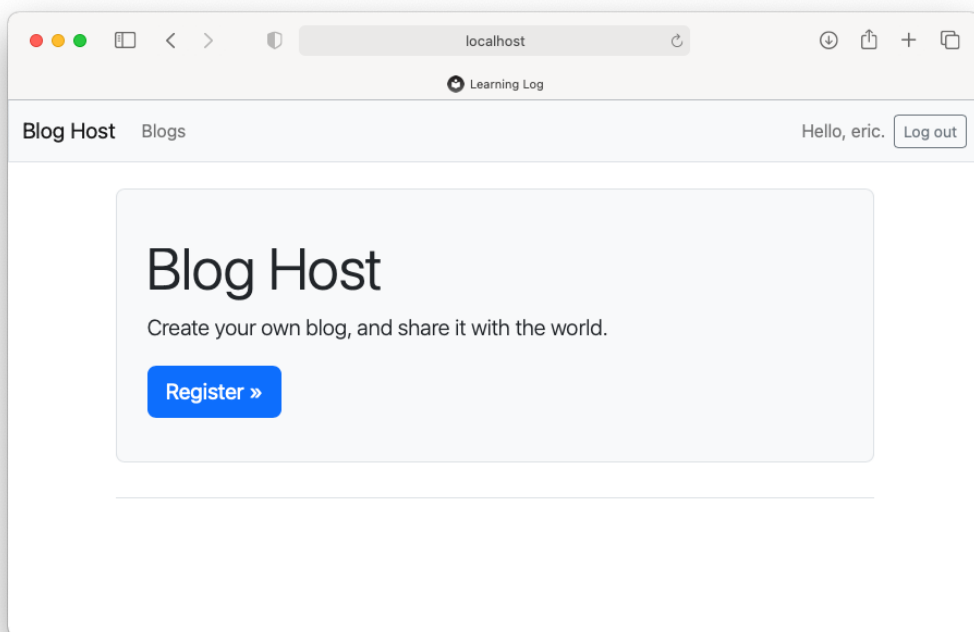 localhost
Learning Log
Blog Host Blogs Hello, eric. Log out
Blog Host
Create your own blog, and share it with the world.
Register »